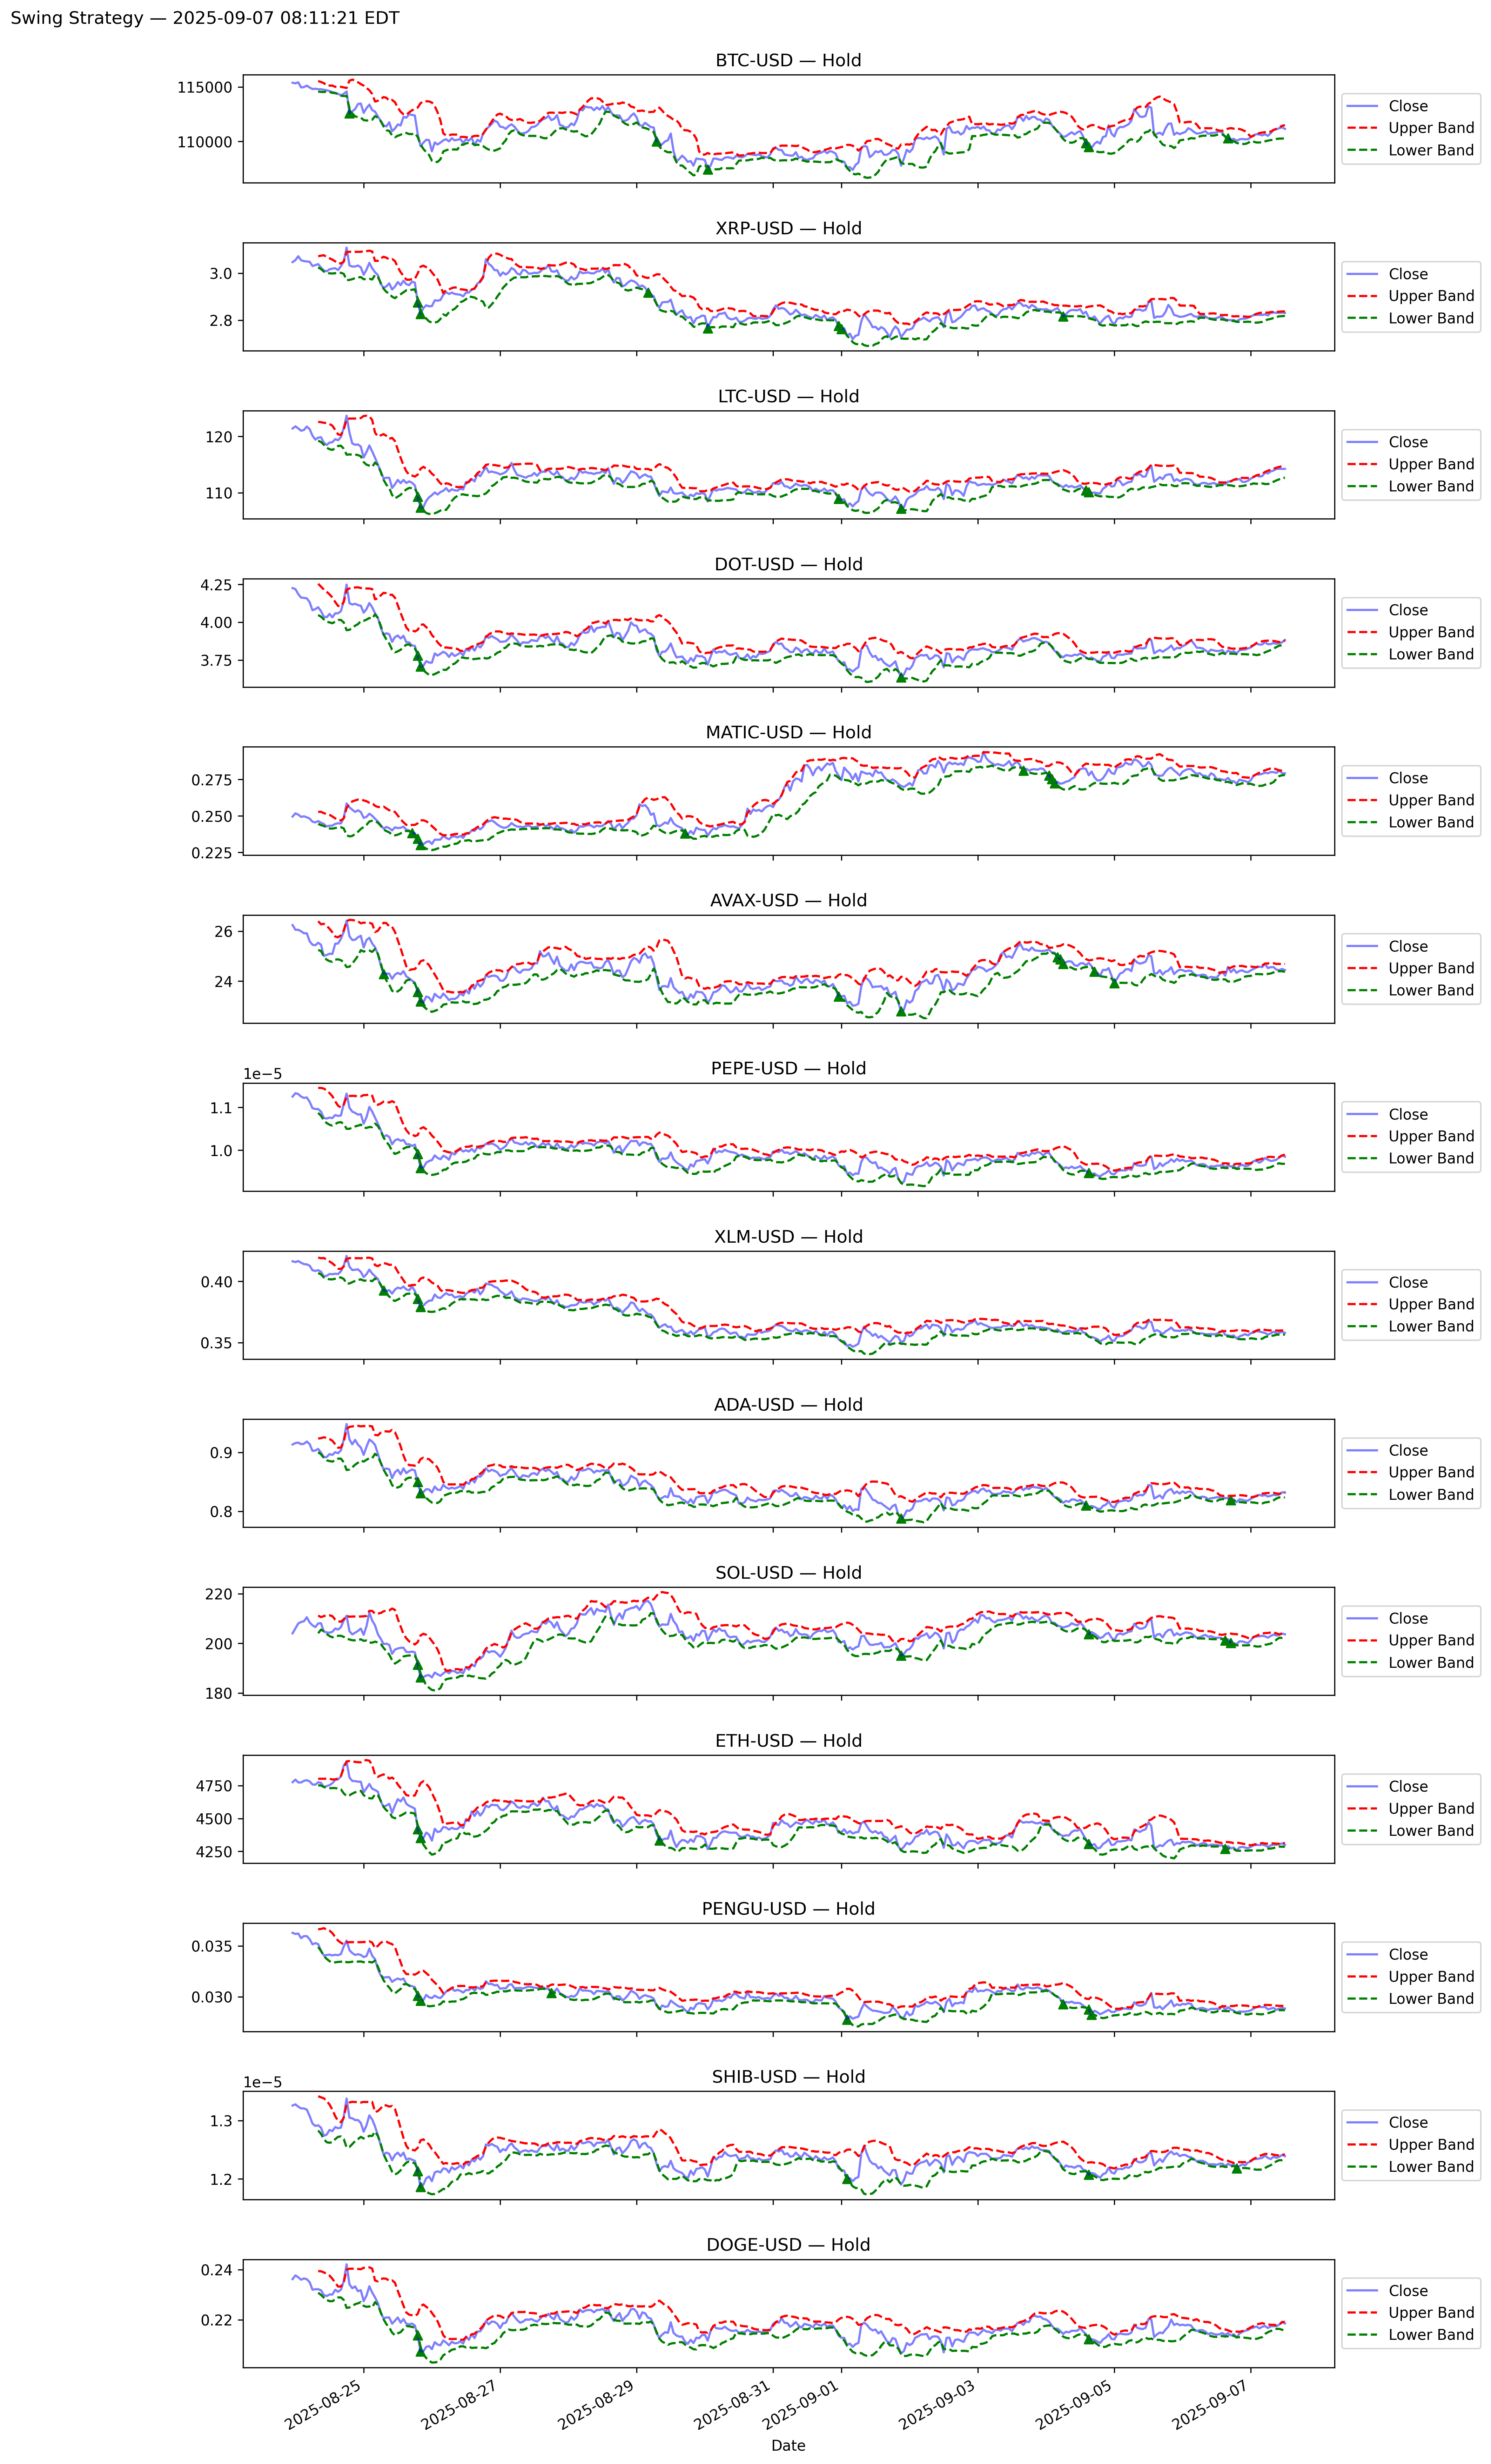 Swing Strategy — 2025-09-07 08:11:21 EDT
BTC-USD — Hold
115000
110000
Close
Upper Band
Lower Band
XRP-USD — Hold
3.0
2.8
Close
Upper Band
Lower Band
LTC-USD — Hold
120
110
Close
Upper Band
Lower Band
DOT-USD — Hold
4.25
4.00
3.75
Close
Upper Band
Lower Band
MATIC-USD — Hold
0.275
0.250
0.225
Close
Upper Band
Lower Band
AVAX-USD — Hold
26
24
Close
Upper Band
Lower Band
PEPE-USD — Hold
1e−5
1.1
1.0
Close
Upper Band
Lower Band
XLM-USD — Hold
0.40
0.35
Close
Upper Band
Lower Band
ADA-USD — Hold
0.9
0.8
Close
Upper Band
Lower Band
SOL-USD — Hold
220
200
180
Close
Upper Band
Lower Band
ETH-USD — Hold
4750
4500
4250
Close
Upper Band
Lower Band
PENGU-USD — Hold
0.035
0.030
Close
Upper Band
Lower Band
SHIB-USD — Hold
1e−5
1.3
1.2
Close
Upper Band
Lower Band
DOGE-USD — Hold
0.24
0.22
Close
Upper Band
Lower Band
2025-08-25
2025-08-27
2025-08-29
2025-08-31
2025-09-01
2025-09-03
2025-09-05
2025-09-07
Date